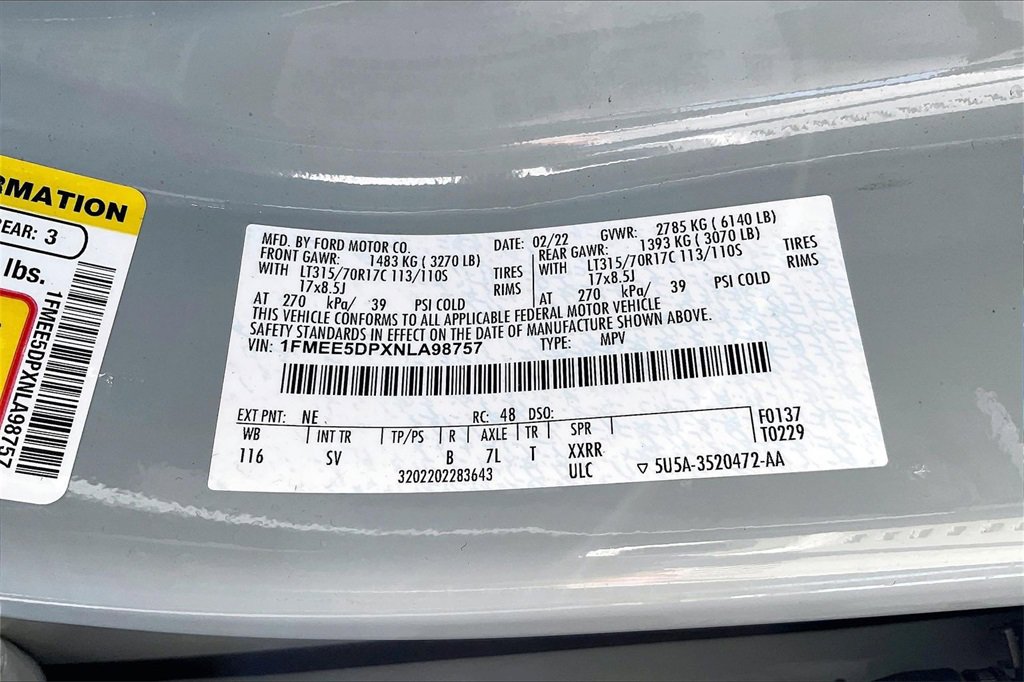 RMATION
REAR: 3
lbs.
1FMEE5DPXNLA98757
MFD. BY FORD MOTOR CO. DATE: 02/22 GVWR: 2785 KG ( 6140 LB)
FRONT GAWR: 1483 KG ( 3270 LB) REAR GAWR: 1393 KG ( 3070 LB)
WITH LT315/70R17C 113/110S TIRES WITH LT315/70R17C 113/110S TIRES
17x8.5J RIMS 17x8.5J RIMS
AT 270 kPa/ 39 PSI COLD AT 270 kPa/ 39 PSI COLD
THIS VEHICLE CONFORMS TO ALL APPLICABLE FEDERAL MOTOR VEHICLE
SAFETY STANDARDS IN EFFECT ON THE DATE OF MANUFACTURE SHOWN ABOVE.
VIN: 1FMEE5DPXNLA98757 TYPE: MPV
EXT PNT: NE RC: 48 DSO: F0137
WB INT TR TP/PS R AXLE TR SPR T0229
116 SV B 7L T XXRR
3202202283643 ULC ▽ 5U5A-3520472-AA